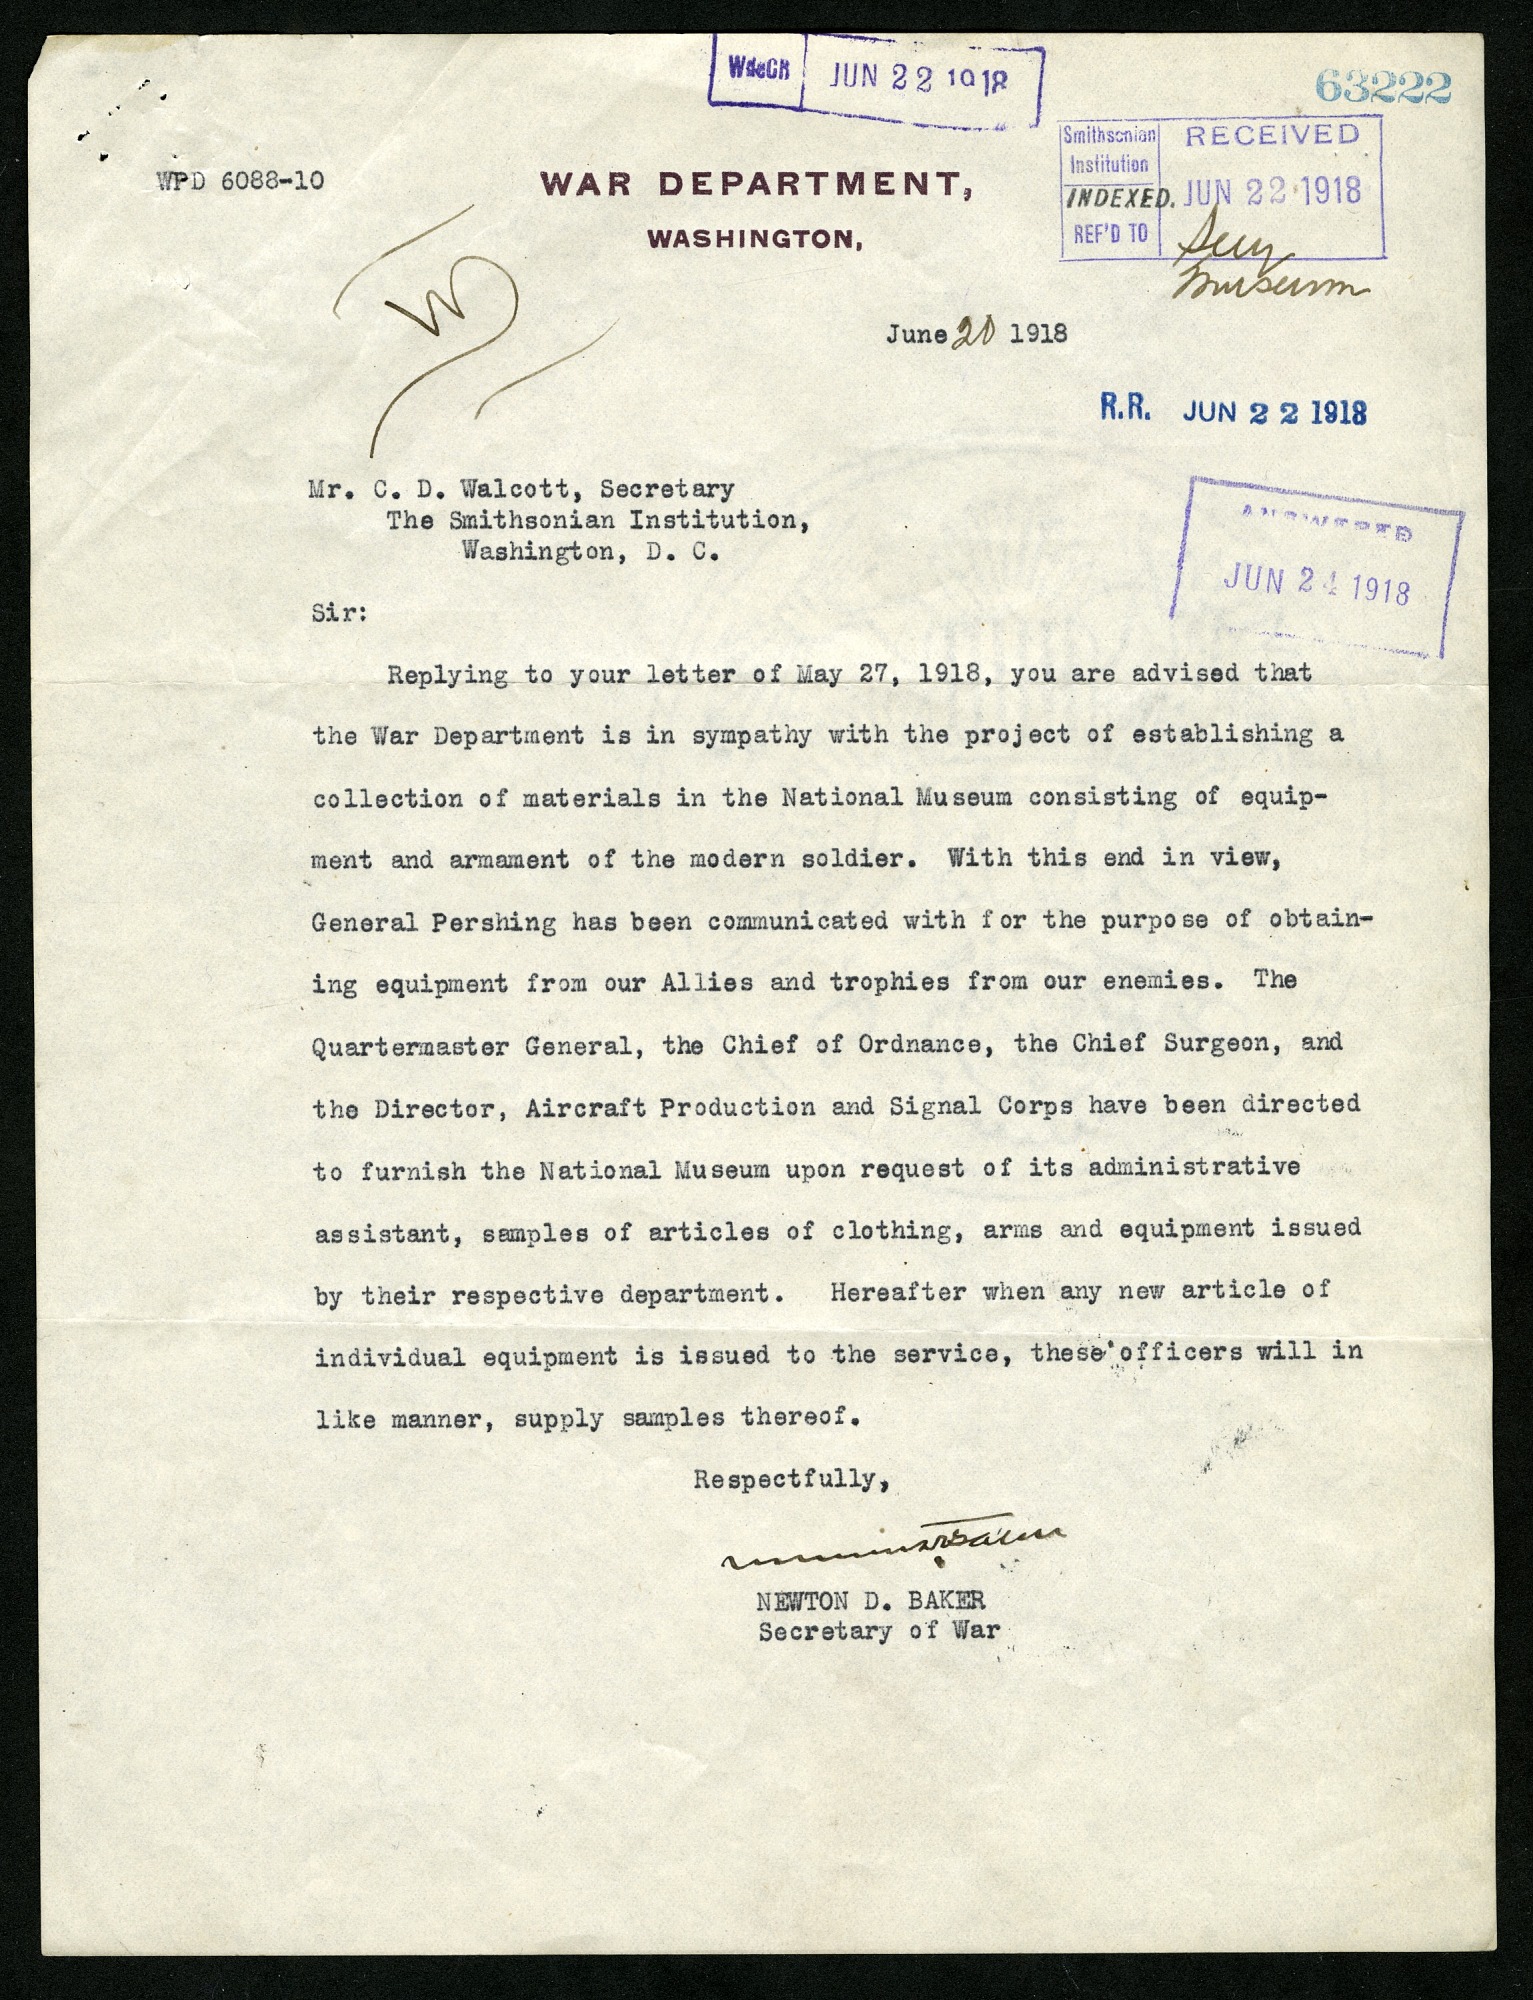 WdeCR JUN 22 1918
63222
Smithsonian Institution RECEIVED
INDEXED. JUN 22 1918
REF'D TO Secy
Museum
WPD 6088-10
WAR DEPARTMENT,
WASHINGTON,
W
June 20 1918
R.R. JUN 22 1918
Mr. C. D. Walcott, Secretary
The Smithsonian Institution,
Washington, D. C.
ANSWERED
JUN 24 1918
Sir:
Replying to your letter of May 27, 1918, you are advised that
the War Department is in sympathy with the project of establishing a
collection of materials in the National Museum consisting of equip-
ment and armament of the modern soldier. With this end in view,
General Pershing has been communicated with for the purpose of obtain-
ing equipment from our Allies and trophies from our enemies. The
Quartermaster General, the Chief of Ordnance, the Chief Surgeon, and
the Director, Aircraft Production and Signal Corps have been directed
to furnish the National Museum upon request of its administrative
assistant, samples of articles of clothing, arms and equipment issued
by their respective department. Hereafter when any new article of
individual equipment is issued to the service, these officers will in
like manner, supply samples thereof.
Respectfully,
NEWTON D. BAKER
Secretary of War